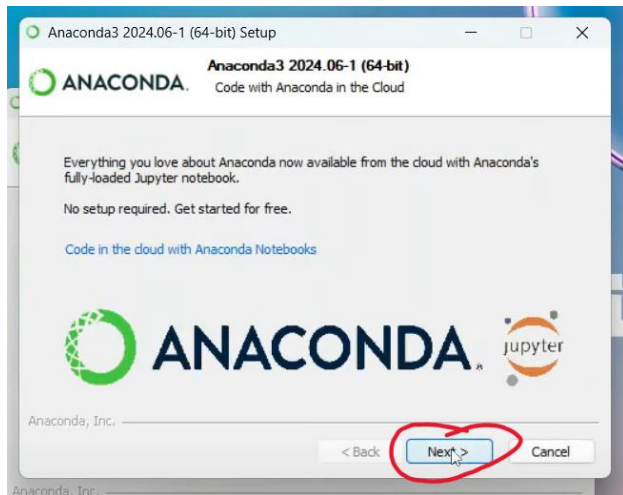 Anaconda3 2024.06-1 (64-bit) Setup
Anaconda3 2024.06-1 (64-bit)
ANACONDA.
Code with Anaconda in the Cloud
Everything you love about Anaconda now available from the cloud with Anaconda's
fully-loaded Jupyter notebook.
No setup required. Get started for free.
Code in the cloud with Anaconda Notebooks
ANACONDA.
jupyter
Anaconda, Inc.
< Back Next > Cancel
Anaconda, Inc.